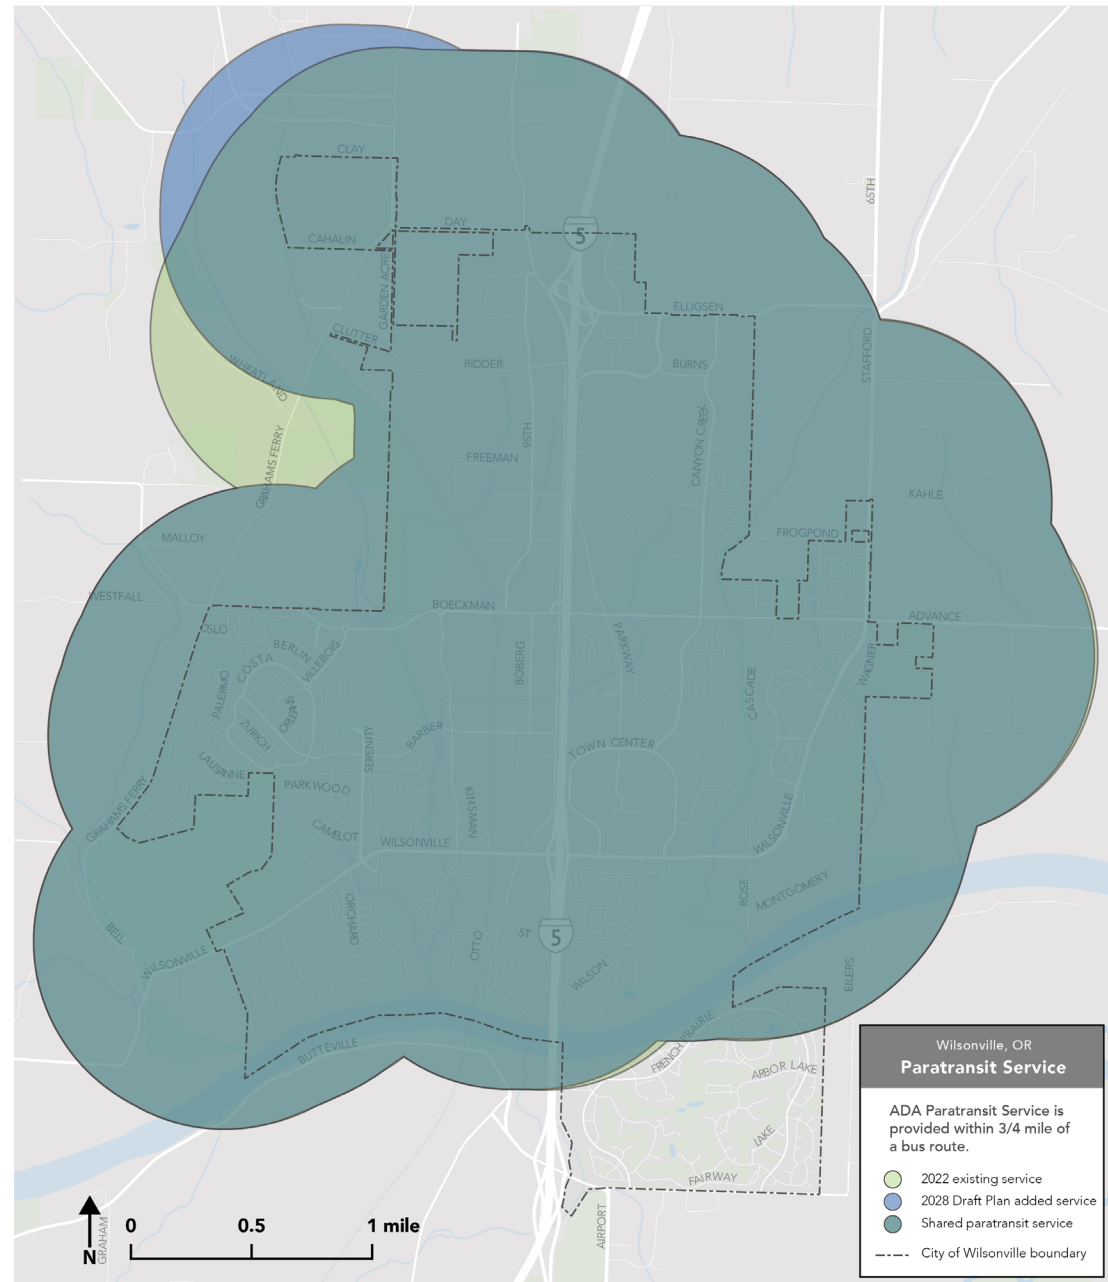 65TH
CLAY
DAY
5
CAHALIN
GARDEN ACRE
ELLIGSEN
CLUTTER
STAFFORD
WHEATLAND
RIDDER
BURNS
CANYON CREEK
95TH
GRAHAMS FERRY
FREEMAN
KAHLE
MALLOY
FROGPOND
WESTFALL
BOECKMAN
ADVANCE
OSLO
BERLIN
VILLEBOIS
COSTA
PARKWAY
BOBERG
WAGNER
PALERMO
CASCADE
ORLEANS
ZURICH
BARBER
SERENITY
TOWN CENTER
LAUSANNE
PARKWOOD
GRAHAMS FERRY
KINSMAN
CAMELOT
WILSONVILLE
WILSONVILLE
ROSE
MONTGOMERY
ORCHARD
BELL
OTTO
5T
5
WILSONVILLE
WILSON
EILERS
BUTTEVILLE
FRENCH PRAIRIE
ARBOR LAKE
LAKE
FAIRWAY
AIRPORT
GRAHAM
N
0 0.5 1 mile
Wilsonville, OR
Paratransit Service
ADA Paratransit Service is
provided within 3/4 mile of
a bus route.
2022 existing service
2028 Draft Plan added service
Shared paratransit service
City of Wilsonville boundary